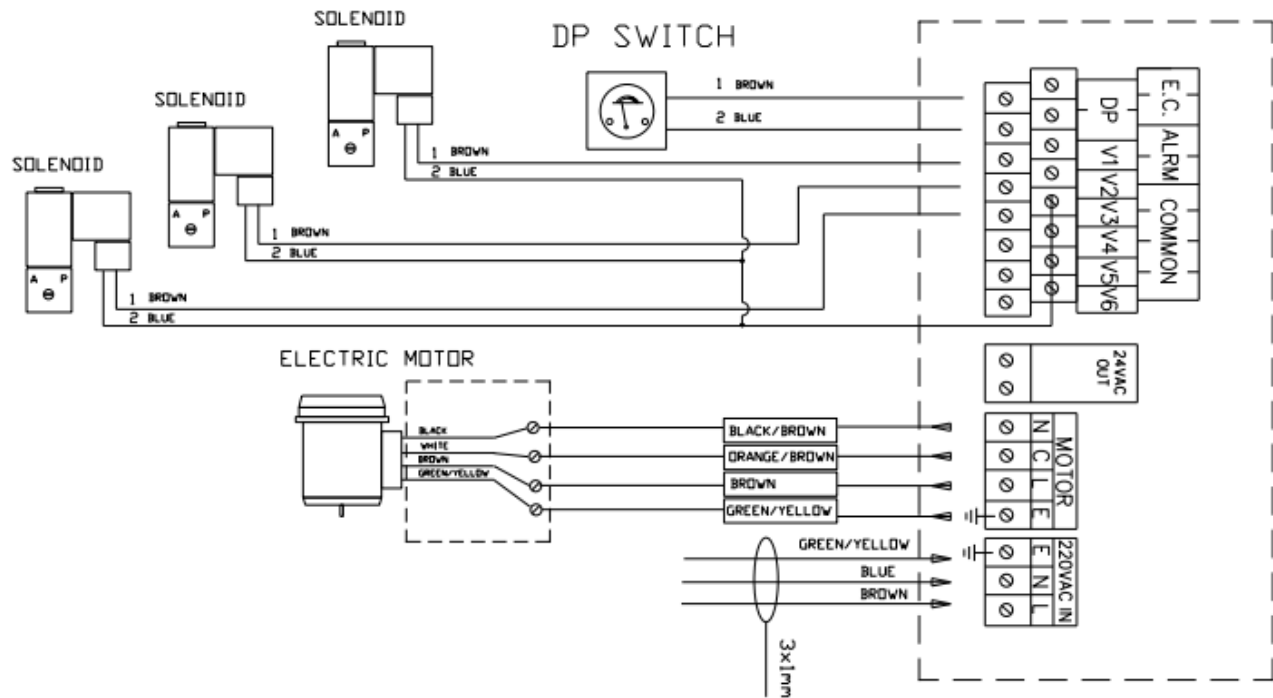 SOLENOID
DP SWITCH
SOLENOID
SOLENOID
A P
A P
A P
1 BROWN
2 BLUE
1 BROWN
2 BLUE
1 BROWN
2 BLUE
1 BROWN
2 BLUE
E.C.
ALRM
COMMON
DP
V1
V2
V3
V4
V5
V6
24VAC
OUT
ELECTRIC MOTOR
BLACK
WHITE
BROWN
GREEN/YELLOW
BLACK/BROWN
ORANGE/BROWN
BROWN
GREEN/YELLOW
N
C
L
E
MOTOR
GREEN/YELLOW
BLUE
BROWN
E
N
L
220VAC IN
3x1mm